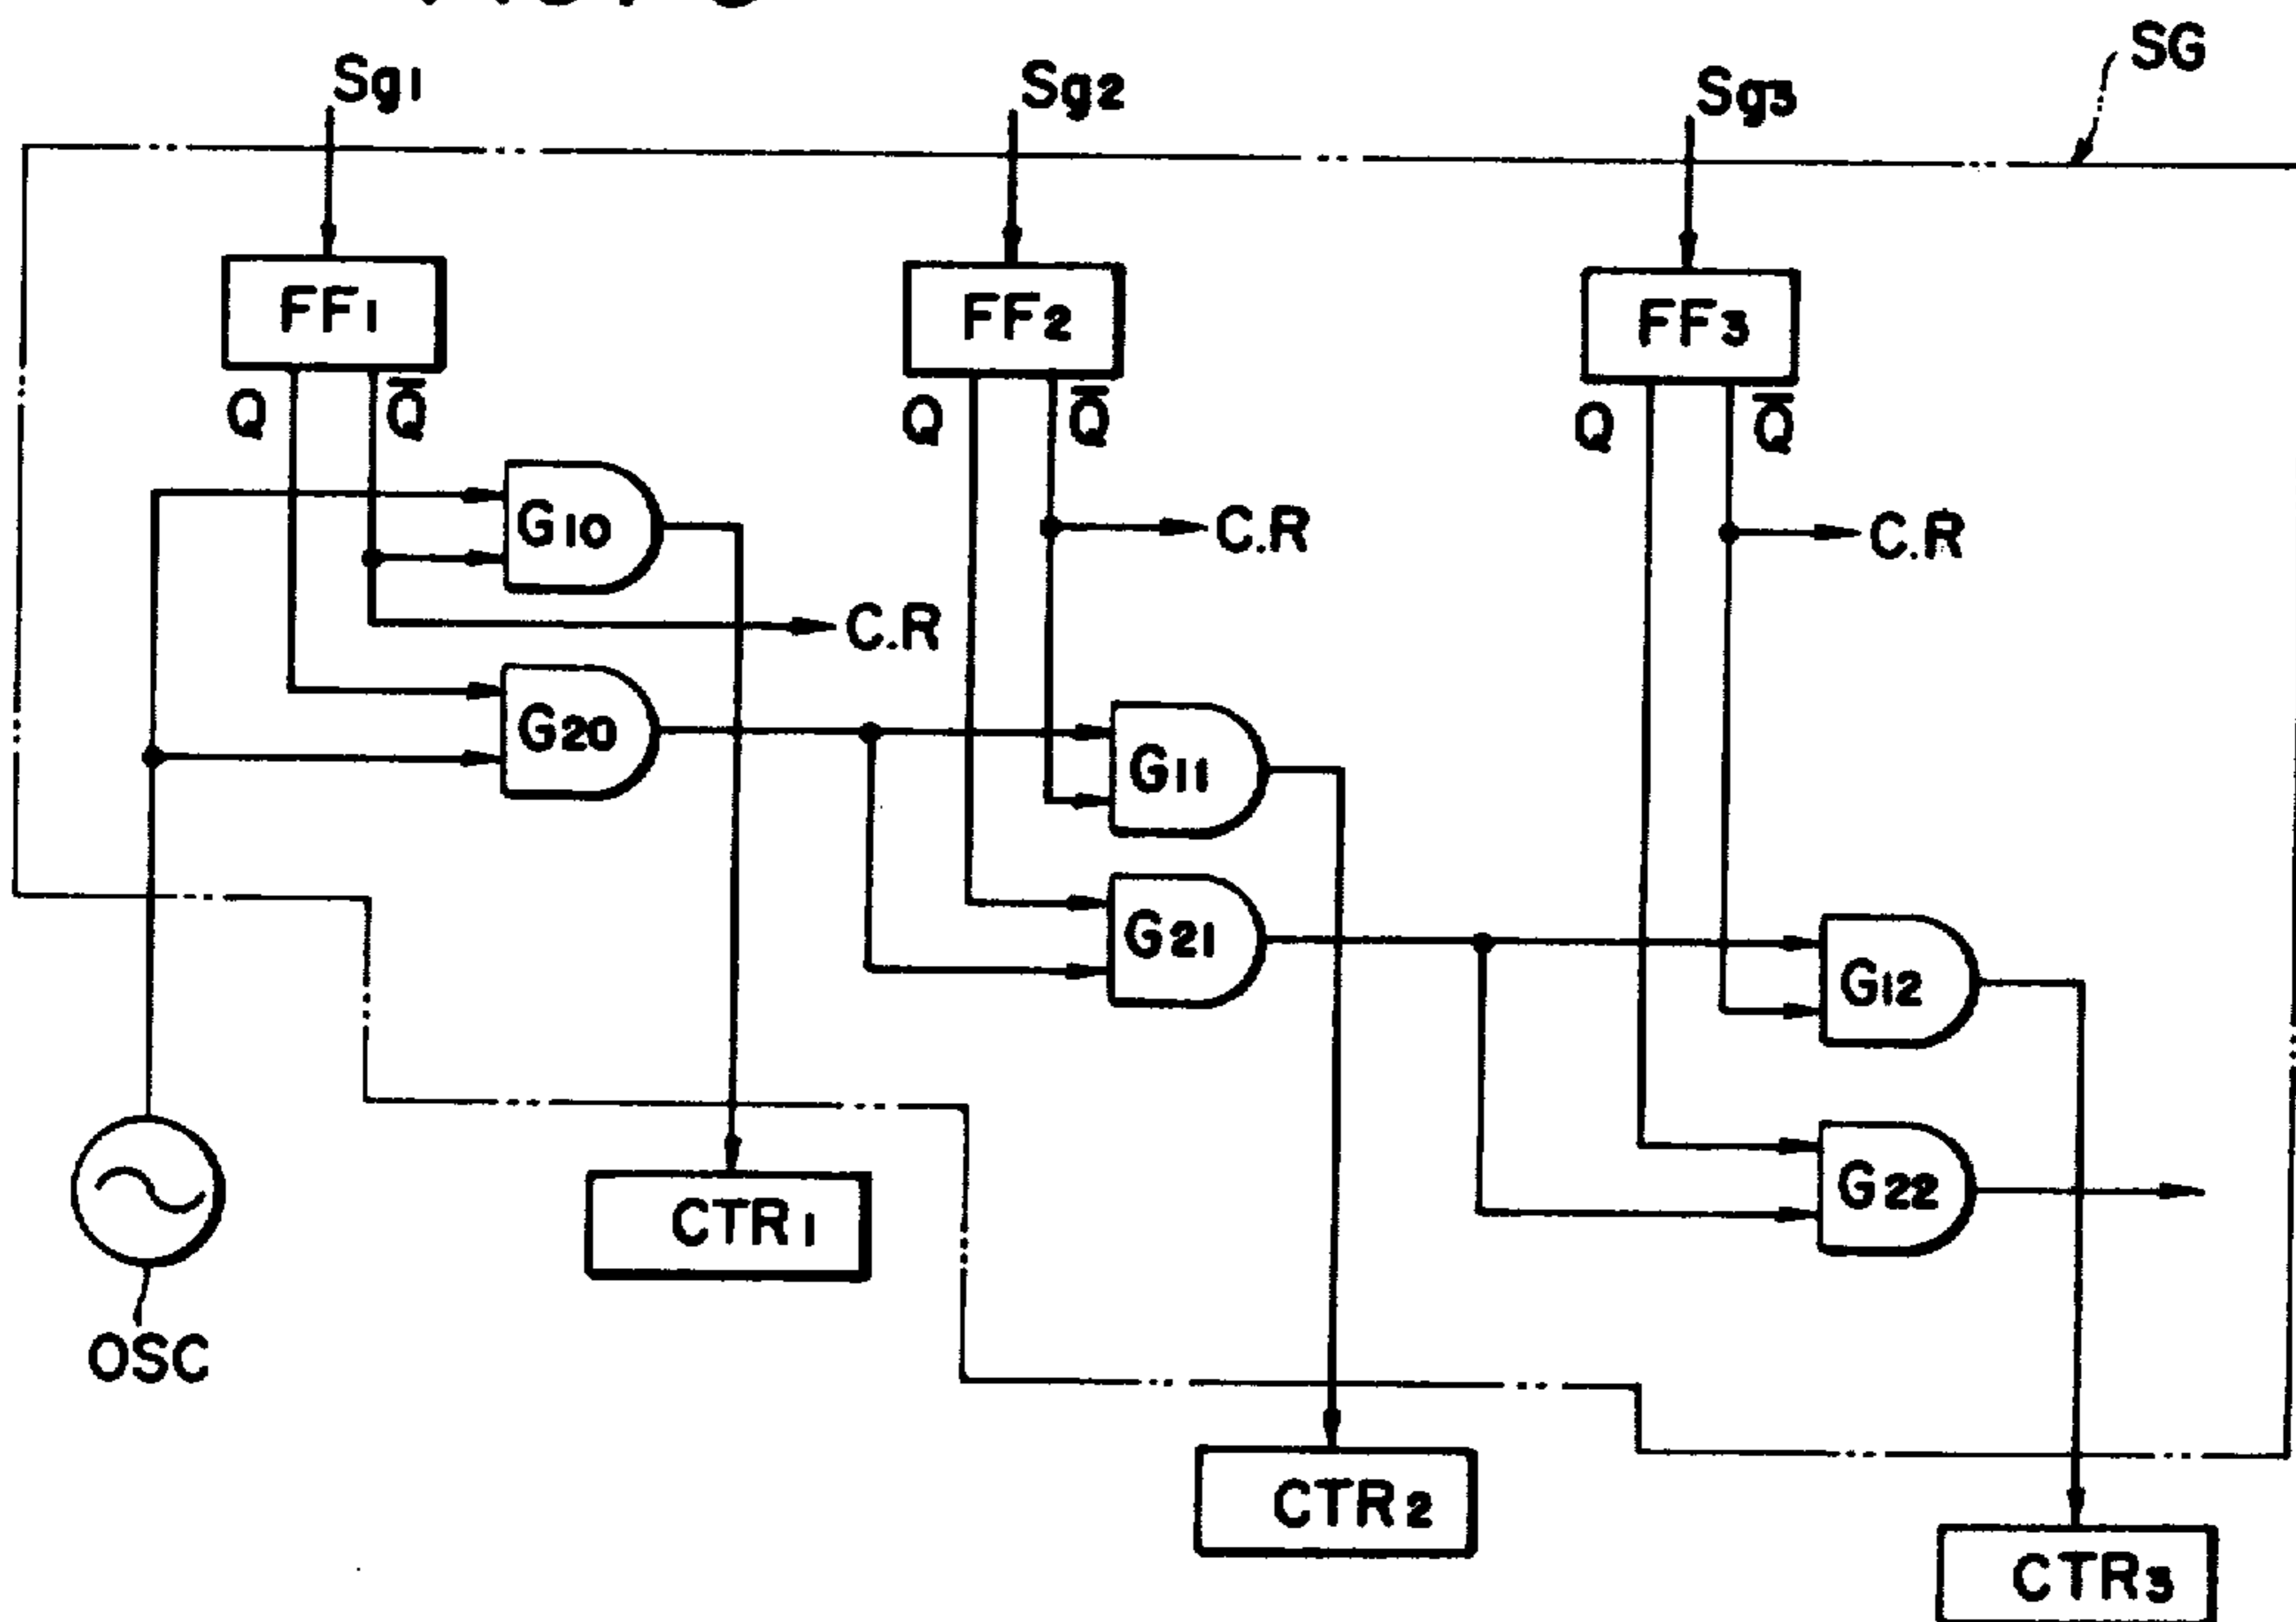 Sg1
Sg2
Sg3
SG
FF1
FF2
FF3
Q
Q̅
Q
Q̅
Q
Q̅
G10
C.R
C.R
C.R
G20
G11
G21
G12
G22
CTR1
OSC
CTR2
CTR3